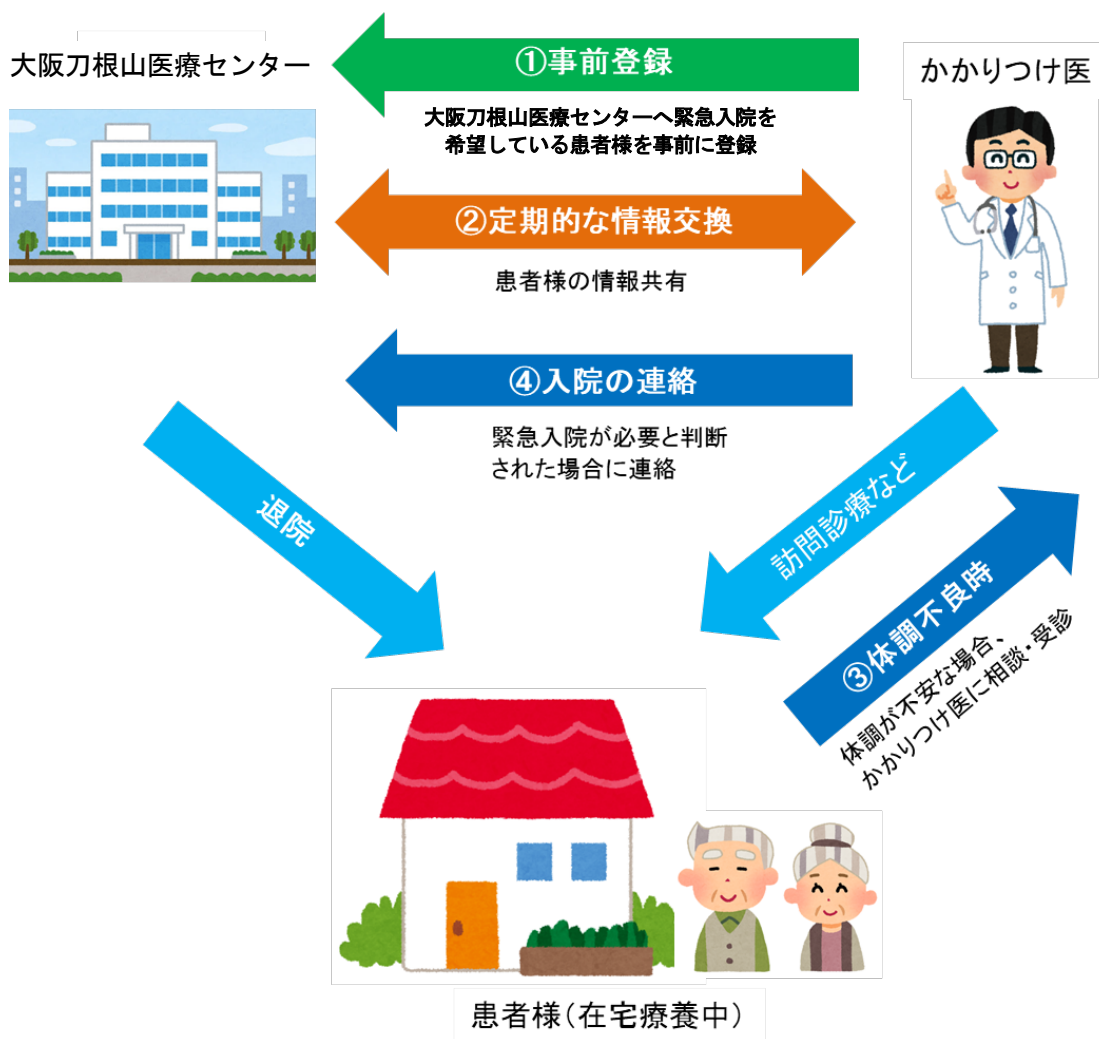 大阪刀根山医療センター
①事前登録
かかりつけ医
大阪刀根山医療センターへ緊急入院を
希望している患者様を事前に登録
②定期的な情報交換
患者様の情報共有
④入院の連絡
緊急入院が必要と判断
された場合に連絡
退院
訪問診療など
③体調不良時
体調が不安な場合、
かかりつけ医に相談・受診
患者様(在宅療養中)